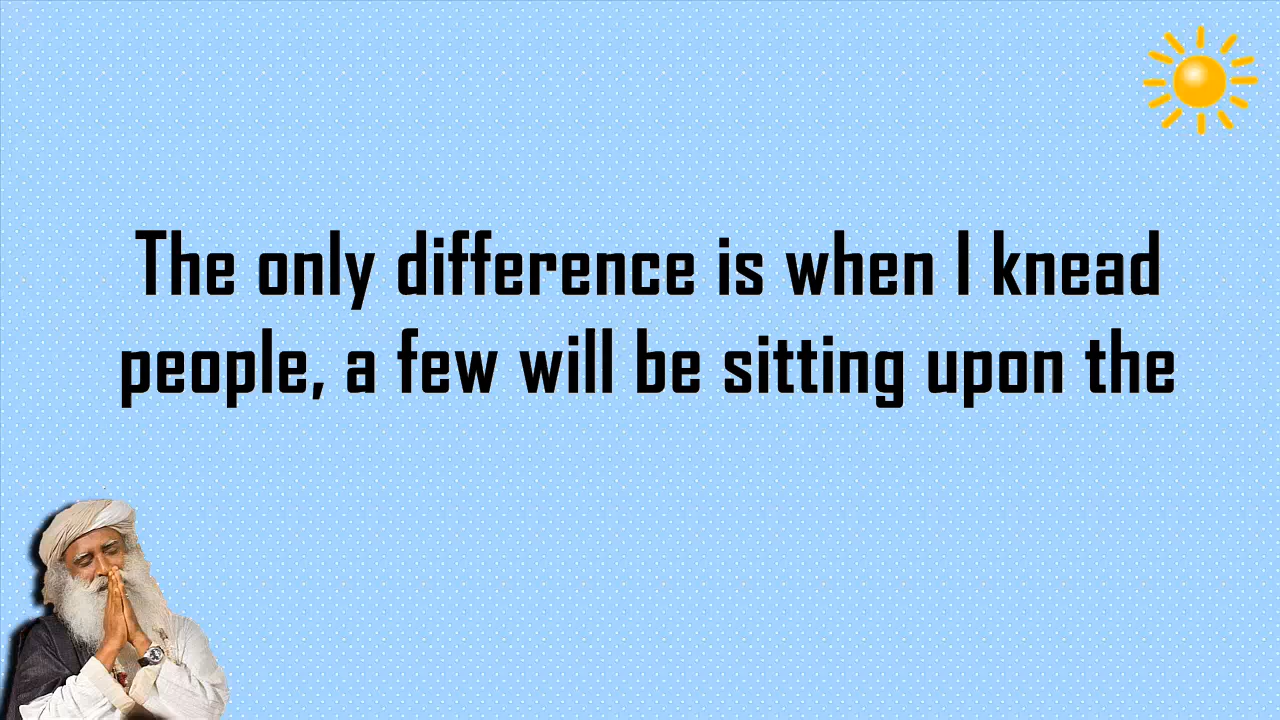 The only difference is when I knead
people, a few will be sitting upon the